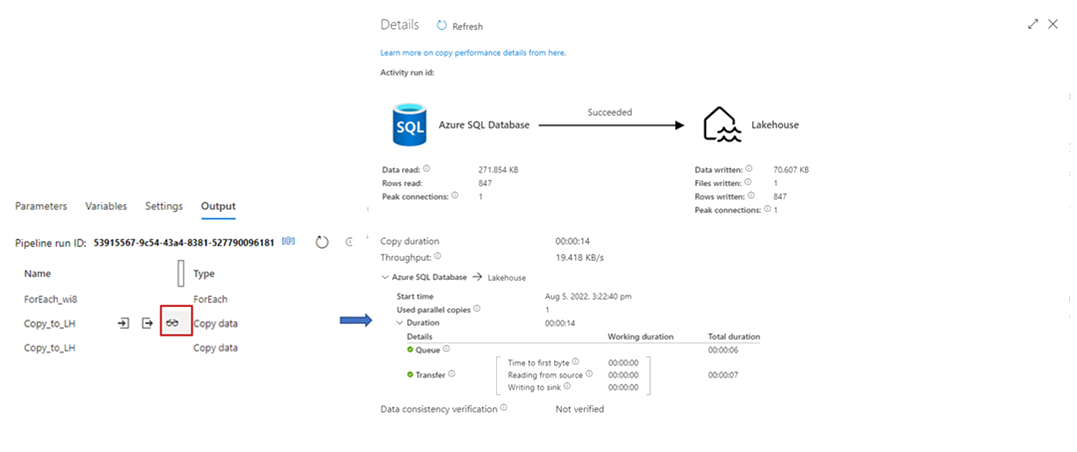 Parameters Variables Settings Output
Pipeline run ID: 53915567-9c54-43a4-8381-527790096181
Name Type
ForEach_wi8 ForEach
Copy_to_LH Copy data
Copy_to_LH Copy data
Details Refresh
Learn more on copy performance details from here.
Activity run id:
Succeeded
SQL Azure SQL Database Lakehouse
Data read: 271.854 KB Data written: 70.607 KB
Rows read: 847 Files written: 1
Peak connections: 1 Rows written: 847
Peak connections: 1
Copy duration 00:00:14
Throughput: 19.418 KB/s
Azure SQL Database Lakehouse
Start time Aug 5, 2022, 3:22:40 pm
Used parallel copies 1
Duration 00:00:14
Details Working duration Total duration
Queue 00:00:06
Time to first byte 00:00:00
Transfer Reading from source 00:00:00 00:00:07
Writing to sink 00:00:00
Data consistency verification Not verified